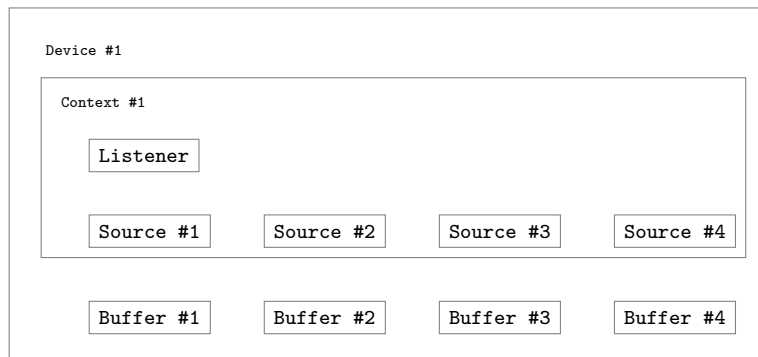 Device #1
Context #1
Listener
Source #1 Source #2 Source #3 Source #4
Buffer #1 Buffer #2 Buffer #3 Buffer #4